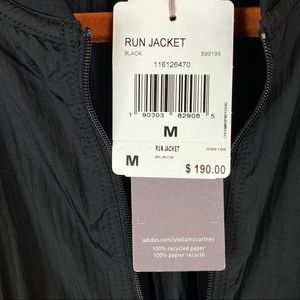 RUN JACKET
BLACK S99199
116126470
1 90303 82908 5
M
RUN JACKET S99199
M BLACK
$ 190.00
adidas.com/stellamccartney
100% recycled paper
100% papier recyclé